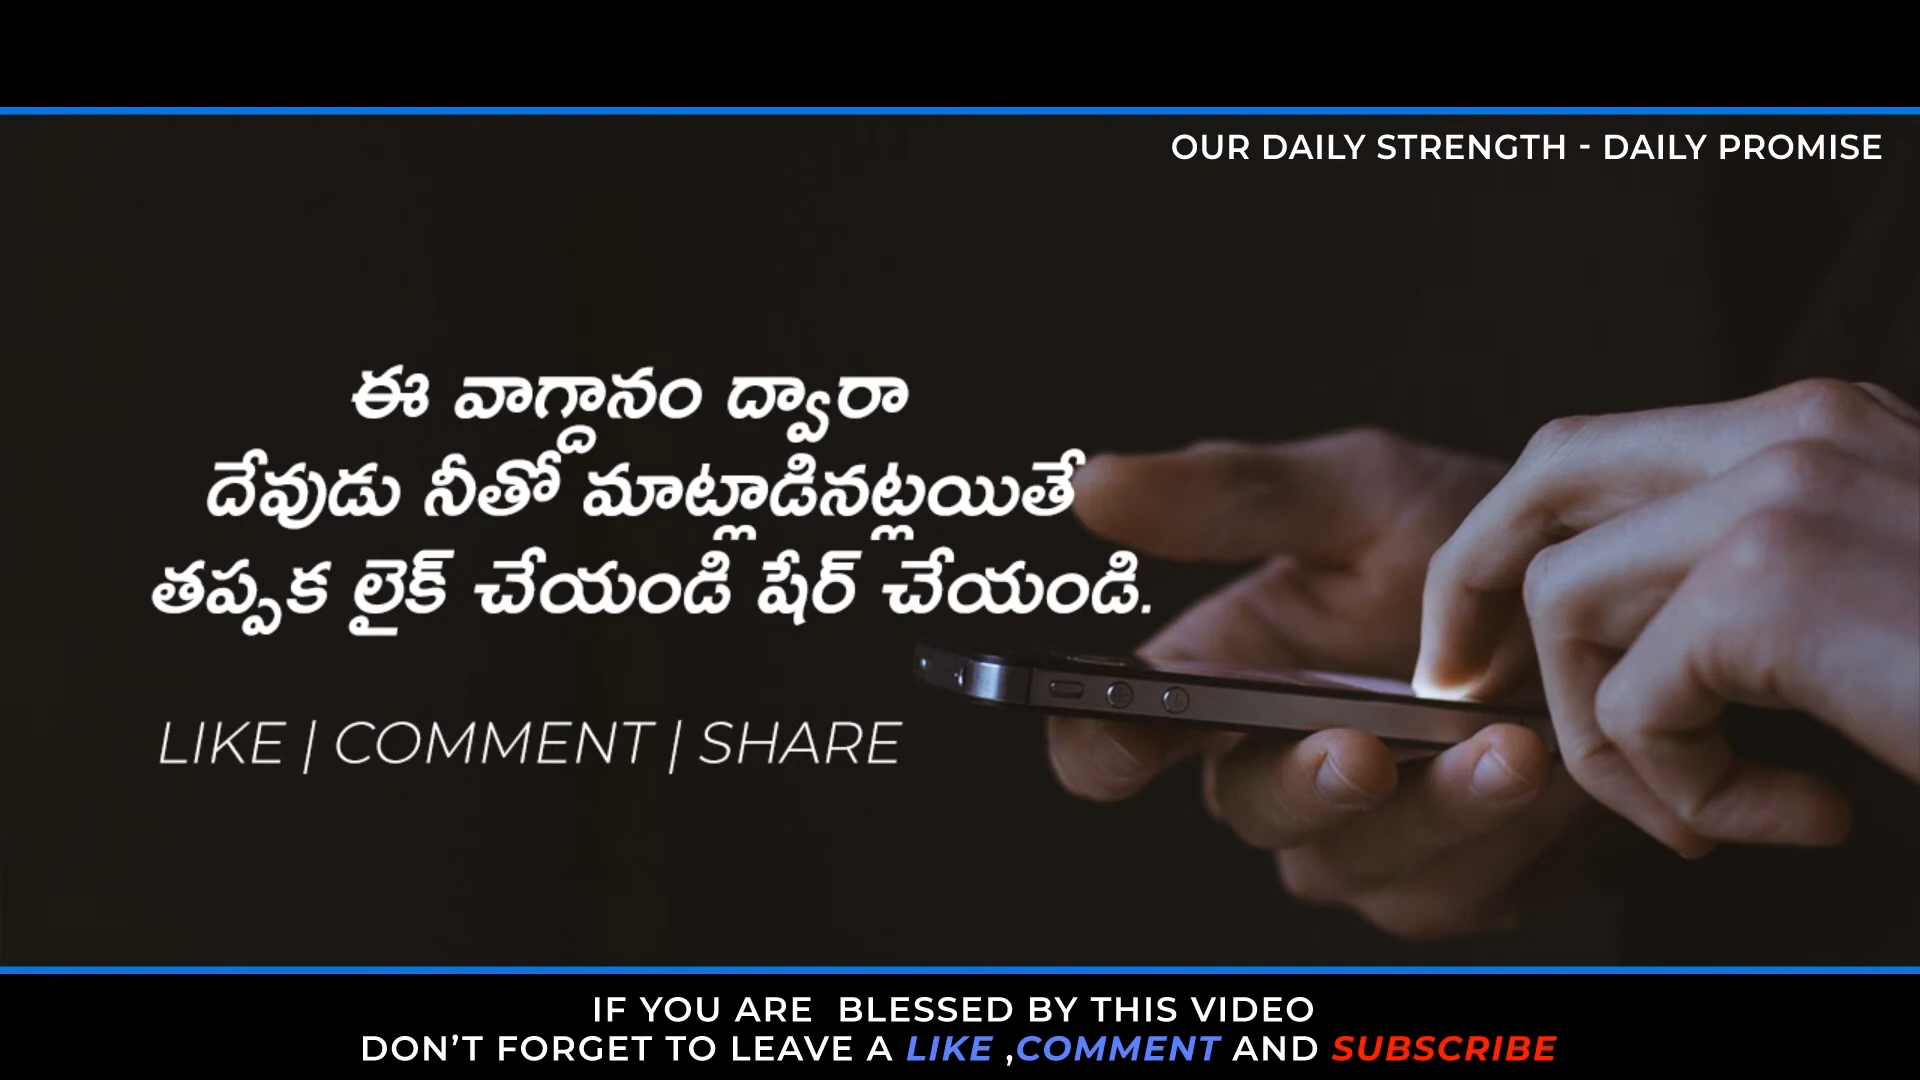 OUR DAILY STRENGTH - DAILY PROMISE
ఈ వాగ్దానం ద్వారా
దేవుడు నీతో మాట్లాడినట్లయితే
తప్పక లైక్ చేయండి షేర్ చేయండి.
LIKE | COMMENT | SHARE
IF YOU ARE  BLESSED BY THIS VIDEO
DON’T FORGET TO LEAVE A LIKE ,COMMENT AND SUBSCRIBE